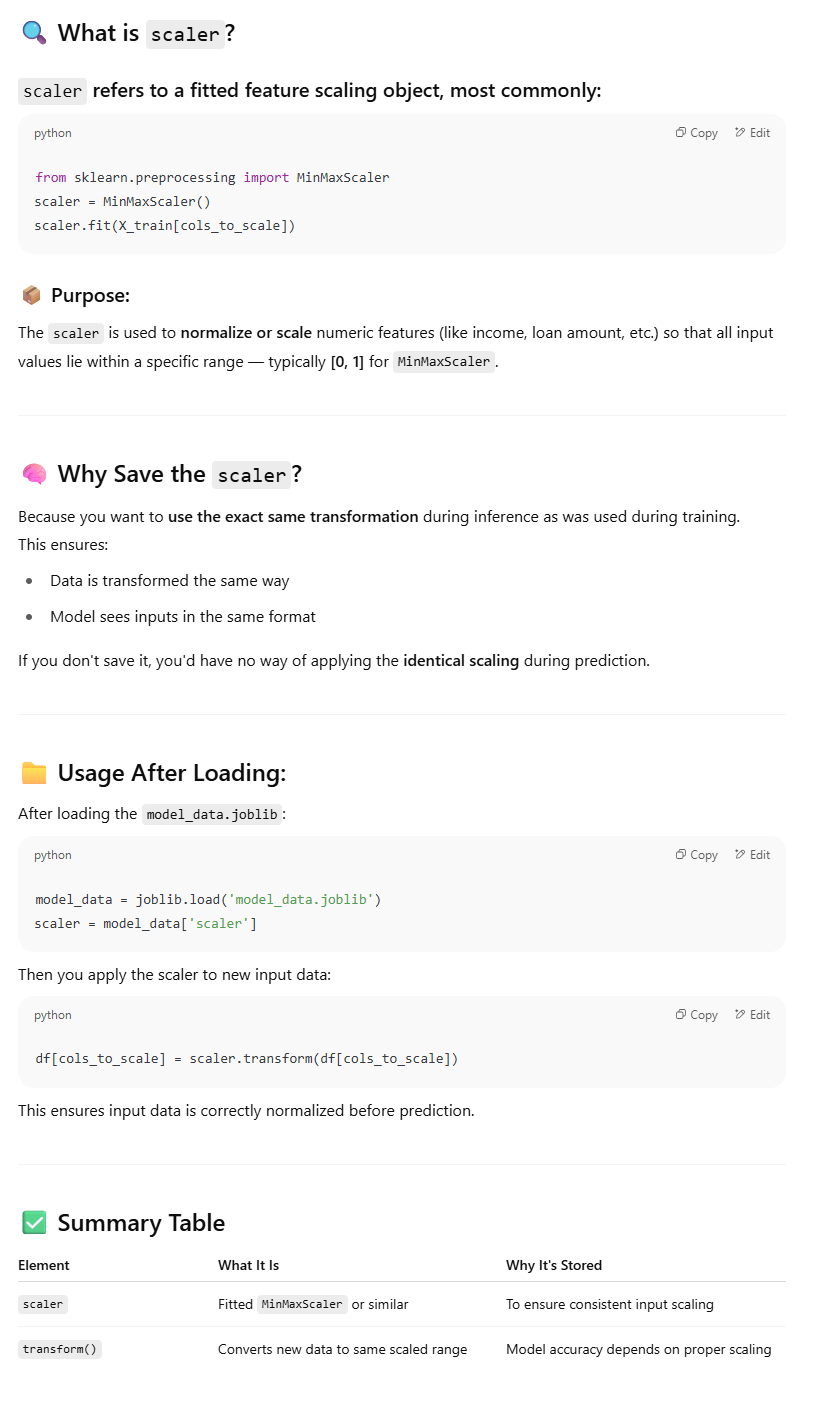 🔍 What is scaler?
scaler refers to a fitted feature scaling object, most commonly:
python
Copy
Edit
from sklearn.preprocessing import MinMaxScaler
scaler = MinMaxScaler()
scaler.fit(X_train[cols_to_scale])
📦 Purpose:
The scaler is used to normalize or scale numeric features (like income, loan amount, etc.) so that all input
values lie within a specific range — typically [0, 1] for MinMaxScaler.
🧠 Why Save the scaler?
Because you want to use the exact same transformation during inference as was used during training.
This ensures:
• Data is transformed the same way
• Model sees inputs in the same format
If you don't save it, you'd have no way of applying the identical scaling during prediction.
📁 Usage After Loading:
After loading the model_data.joblib:
python
Copy
Edit
model_data = joblib.load('model_data.joblib')
scaler = model_data['scaler']
Then you apply the scaler to new input data:
python
Copy
Edit
df[cols_to_scale] = scaler.transform(df[cols_to_scale])
This ensures input data is correctly normalized before prediction.
✅ Summary Table
Element What It Is Why It's Stored
scaler Fitted MinMaxScaler or similar To ensure consistent input scaling
transform() Converts new data to same scaled range Model accuracy depends on proper scaling